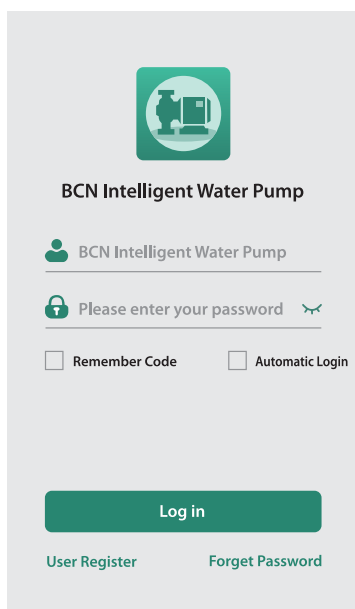 BCN Intelligent Water Pump
BCN Intelligent Water Pump
Please enter your password
Remember Code Automatic Login
Log in
User Register Forget Password